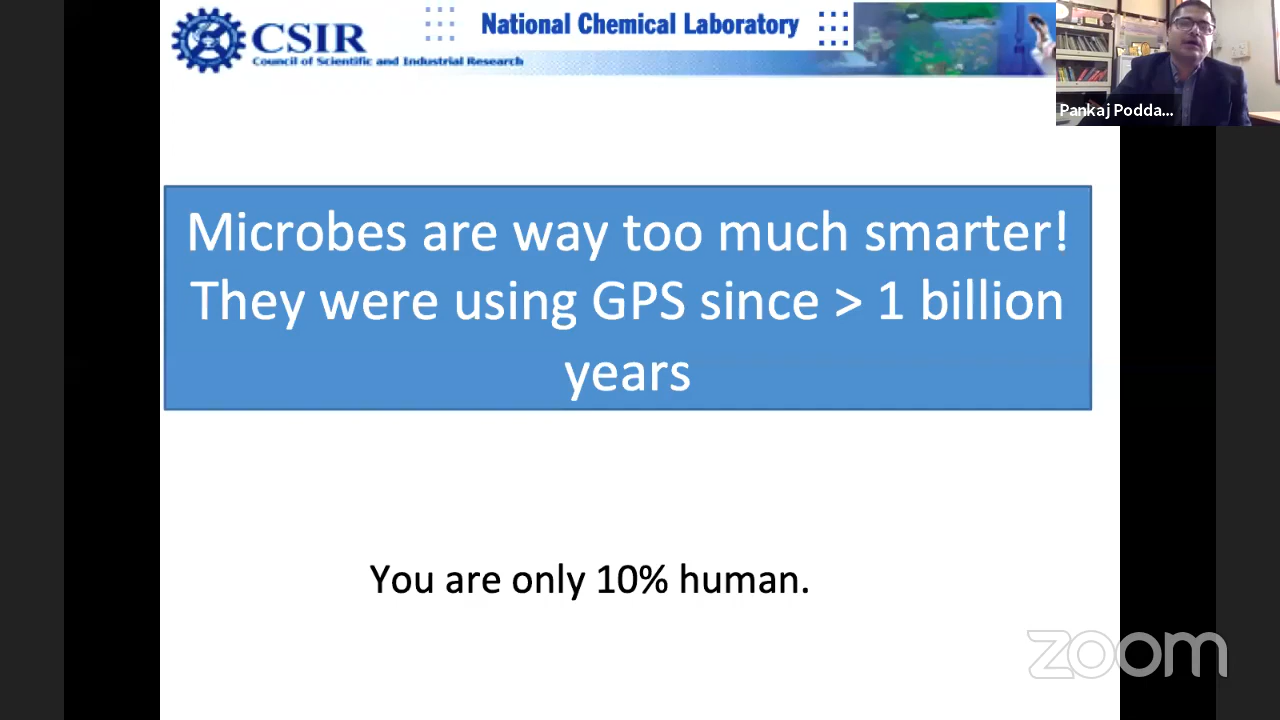 CSIR
Council of Scientific and Industrial Research
National Chemical Laboratory
Pankaj Podda...
Microbes are way too much smarter!
They were using GPS since > 1 billion
years
You are only 10% human.
zoom